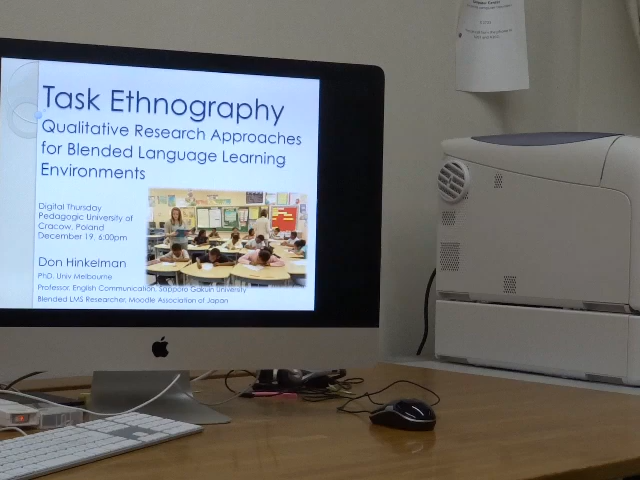 Task Ethnography
Qualitative Research Approaches
for Blended Language Learning
Environments
Digital Thursday
Pedagogic University of
Cracow, Poland
December 19, 6:00pm
Don Hinkelman
PhD, Univ Melbourne
Professor, English Communication, Sapporo Gakuin University
Blended LMS Researcher, Moodle Association of Japan